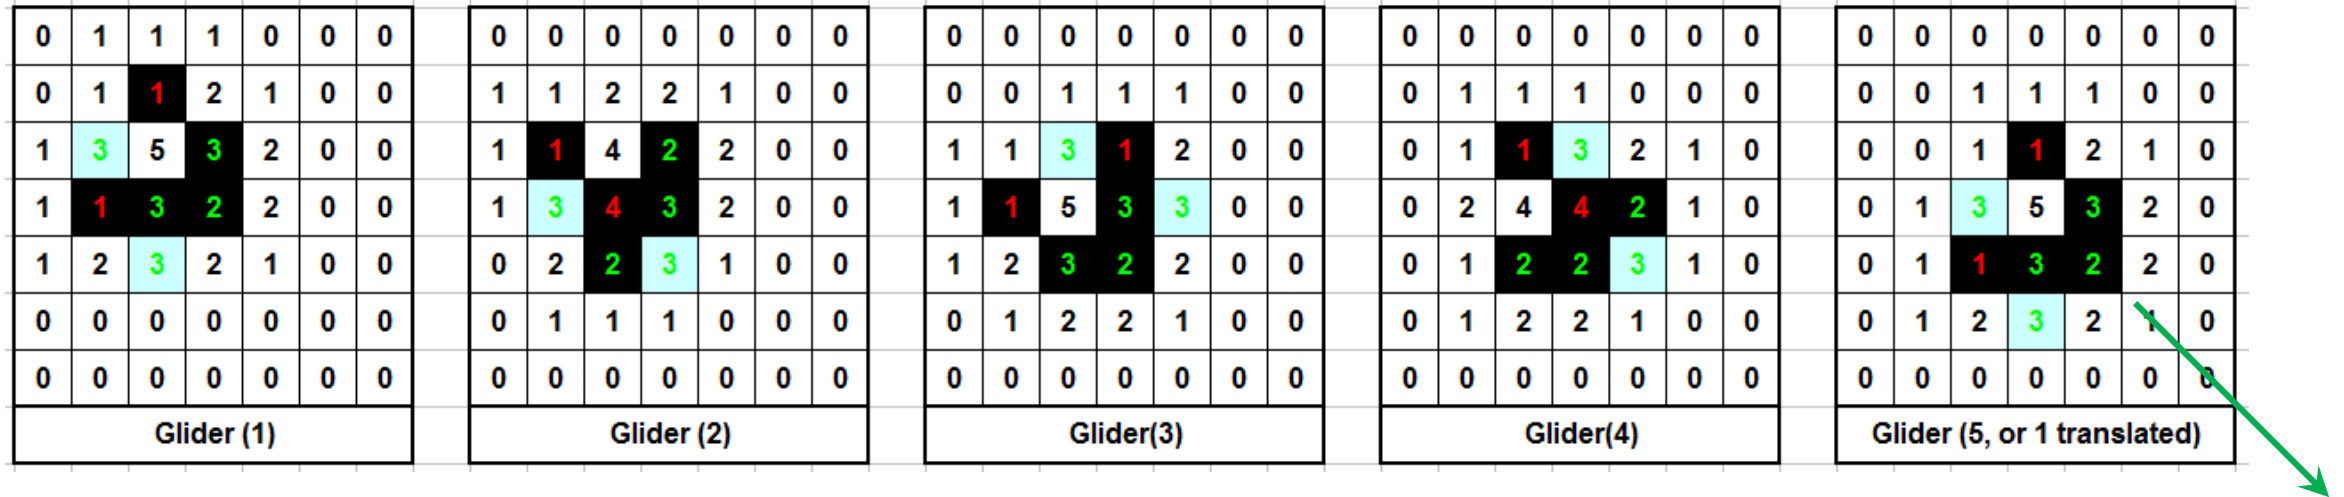 0 1 1 1 0 0 0
0 1 1 2 1 0 0
1 3 5 3 2 0 0
1 1 3 2 2 0 0
1 2 3 2 1 0 0
0 0 0 0 0 0 0
0 0 0 0 0 0 0
Glider (1)
0 0 0 0 0 0 0
1 1 2 2 1 0 0
1 1 4 2 2 0 0
1 3 4 3 2 0 0
0 2 2 3 1 0 0
0 1 1 1 0 0 0
0 0 0 0 0 0 0
Glider (2)
0 0 0 0 0 0 0
0 0 1 1 1 0 0
1 1 3 1 2 0 0
1 1 5 3 3 0 0
1 2 3 2 2 0 0
0 1 2 2 1 0 0
0 0 0 0 0 0 0
Glider(3)
0 0 0 0 0 0 0
0 1 1 1 0 0 0
0 1 1 3 2 1 0
0 2 4 4 2 1 0
0 1 2 2 3 1 0
0 1 2 2 1 0 0
0 0 0 0 0 0 0
Glider(4)
0 0 0 0 0 0 0
0 0 1 1 1 0 0
0 0 1 1 2 1 0
0 1 3 5 3 2 0
0 1 1 3 2 2 0
0 1 2 3 2 1 0
0 0 0 0 0 0 0
Glider (5, or 1 translated)